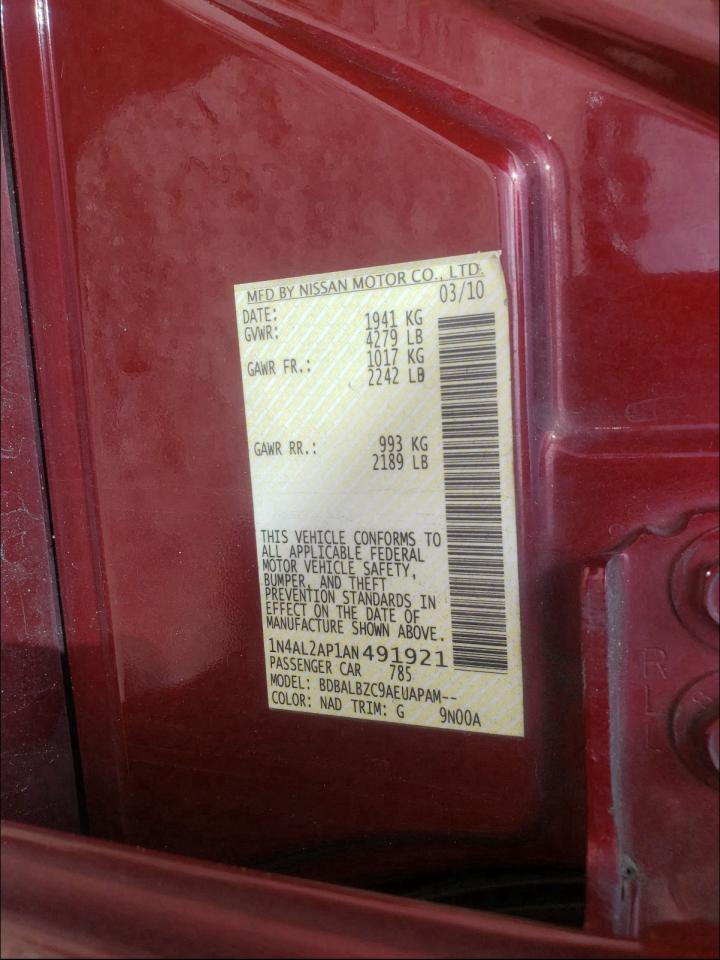 MFD BY NISSAN MOTOR CO., LTD.
DATE: 03/10
GVWR: 1941 KG
4279 LB
GAWR FR.: 1017 KG
2242 LB
GAWR RR.: 993 KG
2189 LB
THIS VEHICLE CONFORMS TO
ALL APPLICABLE FEDERAL
MOTOR VEHICLE SAFETY,
BUMPER, AND THEFT
PREVENTION STANDARDS IN
EFFECT ON THE DATE OF
MANUFACTURE SHOWN ABOVE.
1N4AL2AP1AN491921
PASSENGER CAR 785
MODEL: BDBALBZC9AEUAPAM--
COLOR: NAD TRIM: G 9N00A